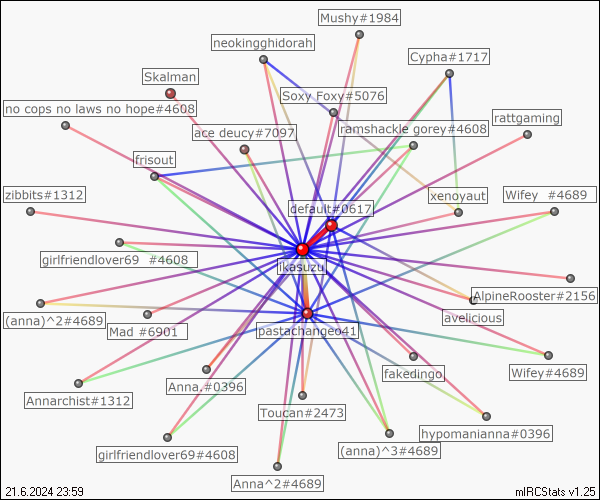 Mushy#1984
neokingghidorah
Cypha#1717
Skalman
Soxy Foxy#5076
no cops no laws no hope#4608
rattgaming
ace deucy#7097
ramshackle gorey#4608
frisout
zibbits#1312
xenoyaut
Wifey  #4689
default#0617
girlfriendlover69  #4608
ikasuzu
AlpineRooster#2156
(anna)^2#4689
avelicious
Mad #6901
pastachange041
Wifey#4689
fakedingo
Anna.#0396
Annarchist#1312
Toucan#2473
hypomanianna#0396
(anna)^3#4689
girlfriendlover69#4608
Anna^2#4689
21.6.2024 23:59
mIRCStats v1.25